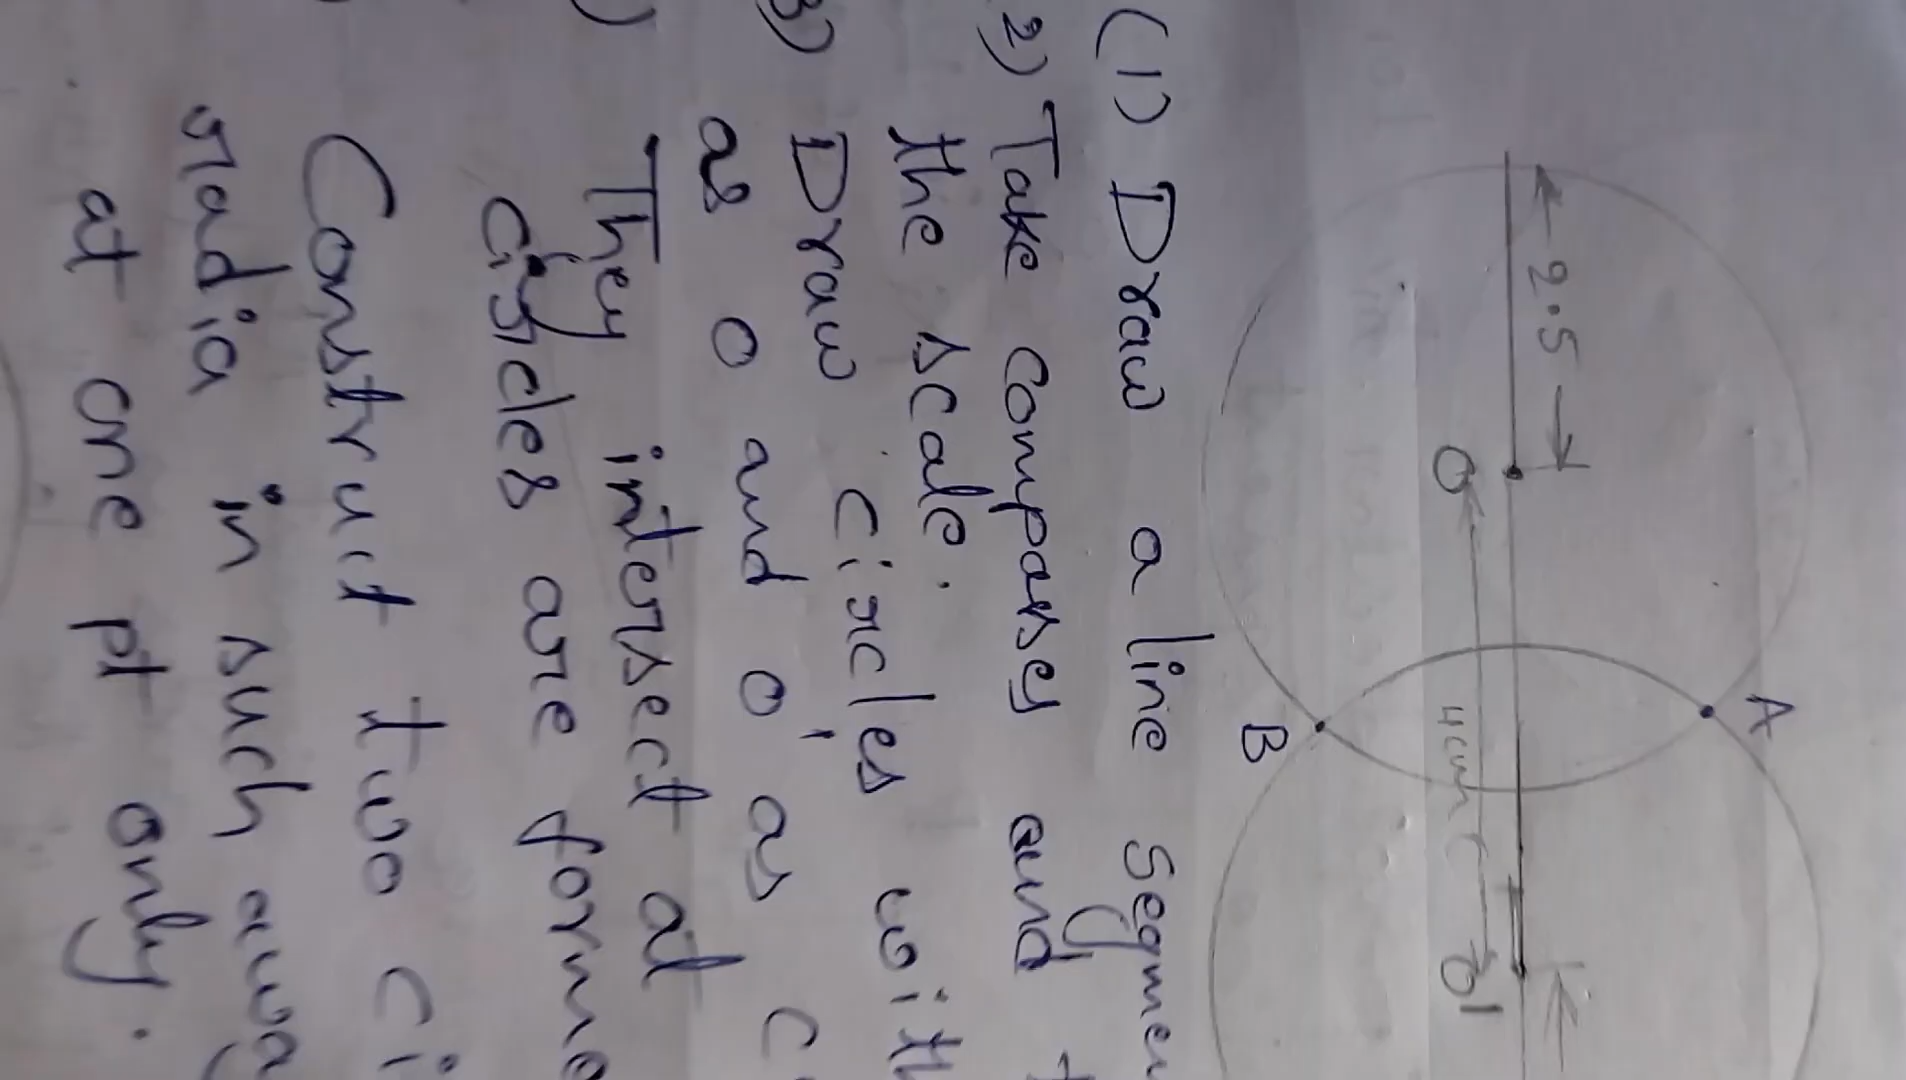 2.5
O
4cm
O'
A
B
(1) Draw a line segmen
2) Take compasses and
the scale.
3) Draw circles with
as O and O' as c
They intersect at
circles are forme
Construct two ci
radia in such awa
at one pt only.